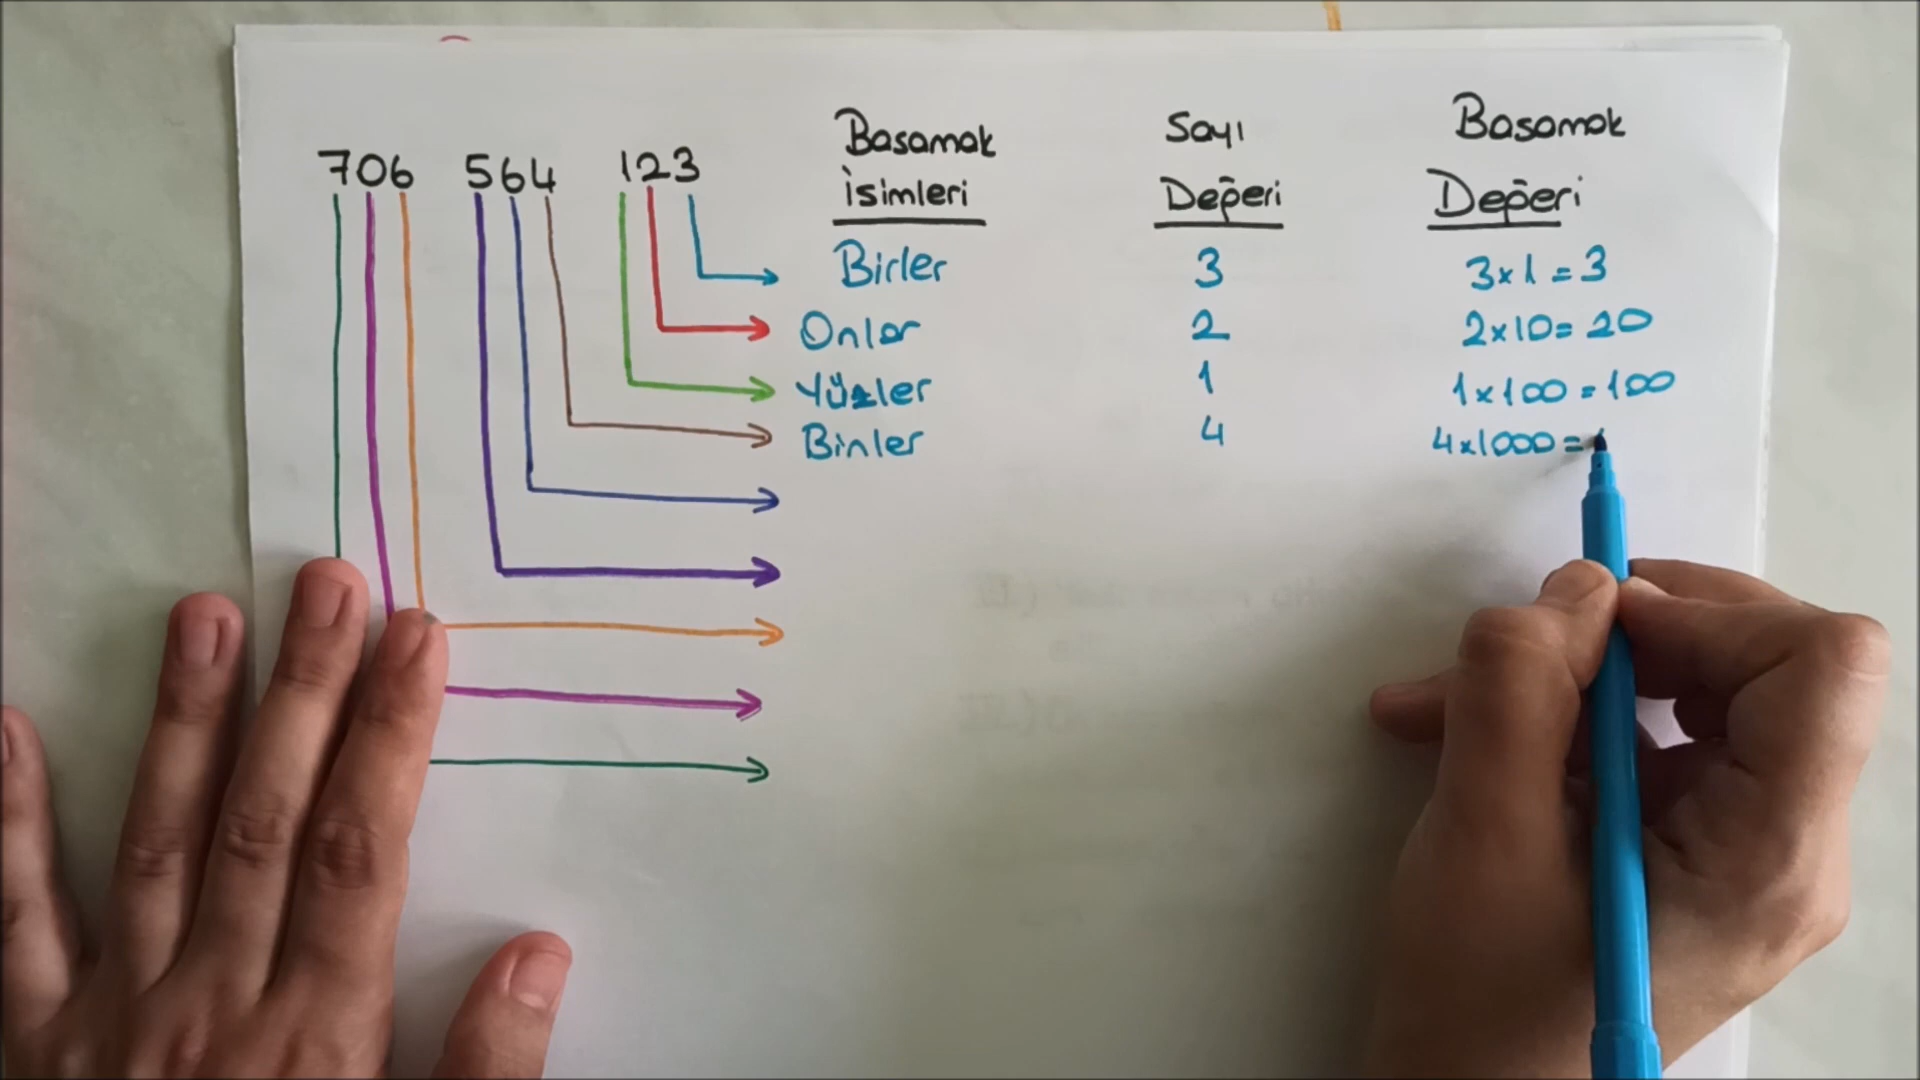 706 564 123
Basamak İsimleri
Sayı Değeri
Basamak Değeri
Birler 3 3x1=3
Onlar 2 2x10=20
Yüzler 1 1x100=100
Binler 4 4x1000=